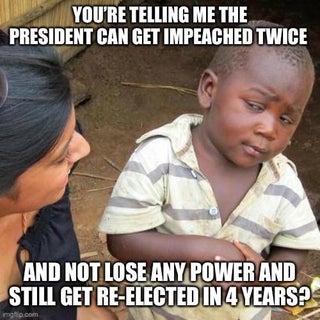 YOU'RE TELLING ME THE
PRESIDENT CAN GET IMPEACHED TWICE
AND NOT LOSE ANY POWER AND
STILL GET RE-ELECTED IN 4 YEARS?
imgflip.com